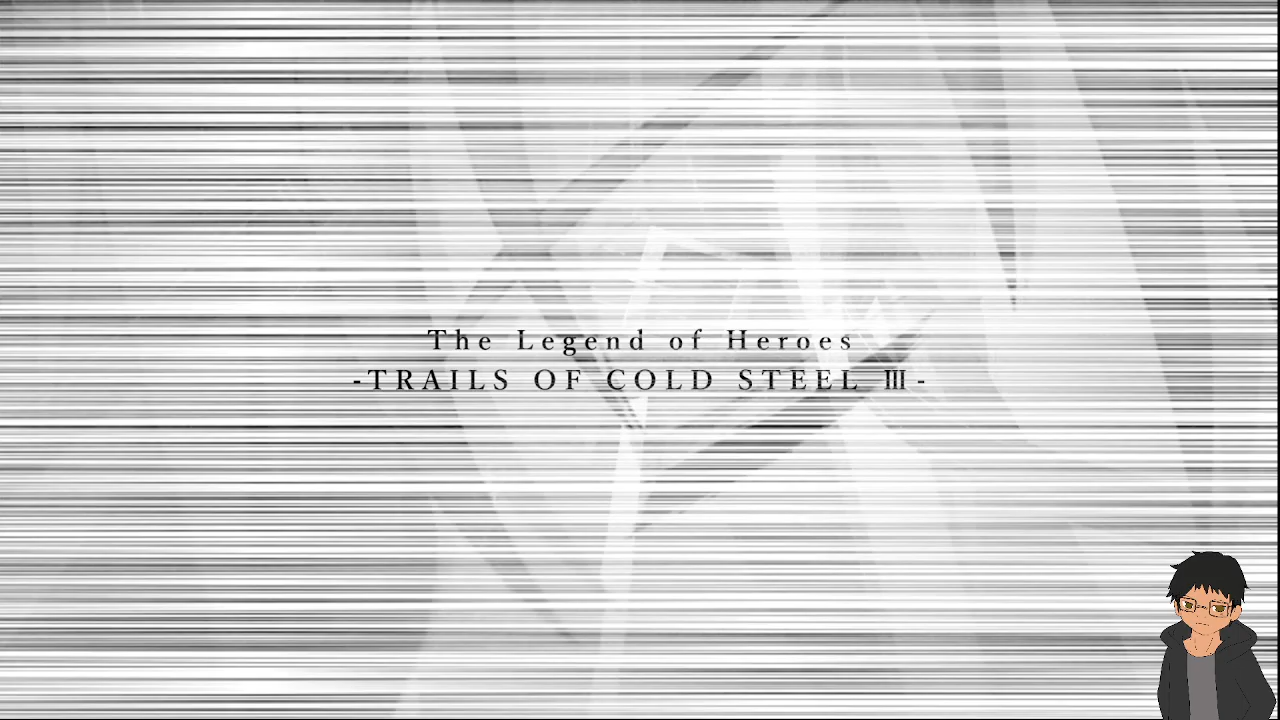 The Legend of Heroes
-TRAILS OF COLD STEEL Ⅲ-